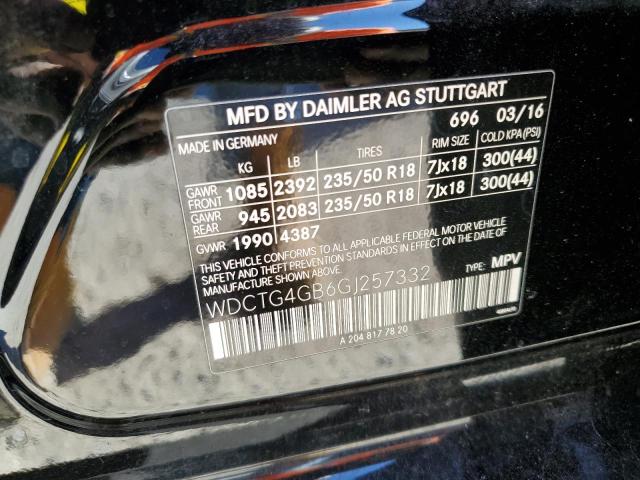 MFD BY DAIMLER AG STUTTGART
MADE IN GERMANY 696 03/16
KG LB TIRES RIM SIZE COLD KPA(PSI)
GAWR FRONT 1085 2392 235/50 R18 7Jx18 300(44)
GAWR REAR 945 2083 235/50 R18 7Jx18 300(44)
GVWR 1990 4387
THIS VEHICLE CONFORMS TO ALL APPLICABLE FEDERAL MOTOR VEHICLE
SAFETY AND THEFT PREVENTION STANDARDS IN EFFECT ON THE DATE OF
MANUFACTURE SHOWN ABOVE.
WDCTG4GB6GJ257332 TYPE: MPV
A 204 817 78 20